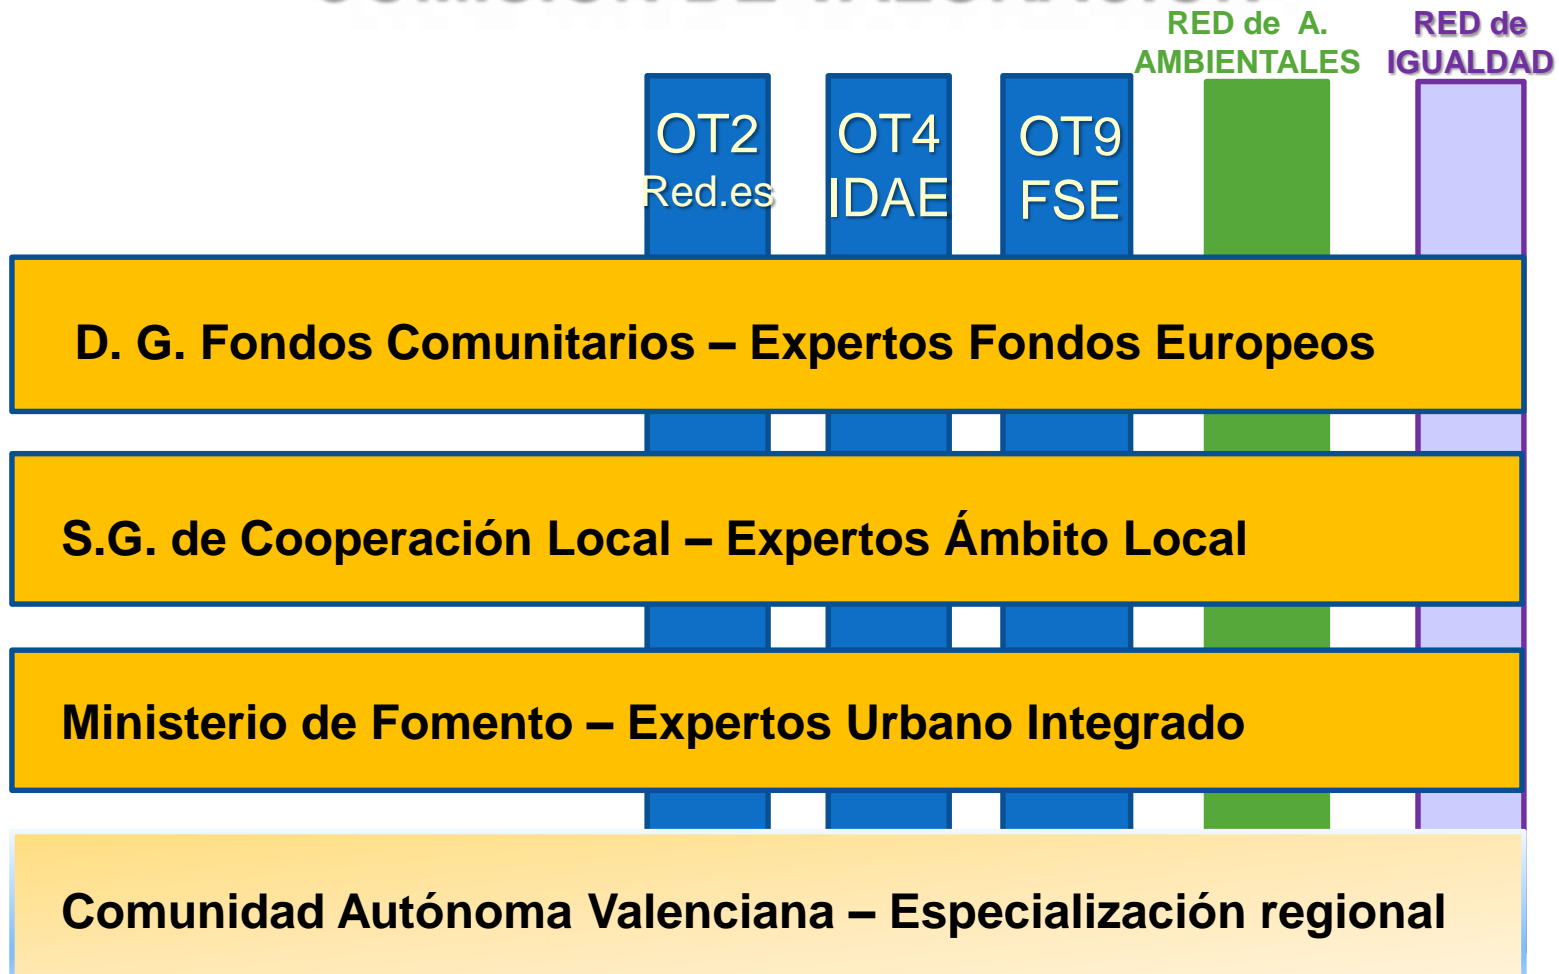 RED de A.
AMBIENTALES
RED de
IGUALDAD
OT2
Red.es
OT4
IDAE
OT9
FSE
D. G. Fondos Comunitarios – Expertos Fondos Europeos
S.G. de Cooperación Local – Expertos Ámbito Local
Ministerio de Fomento – Expertos Urbano Integrado
Comunidad Autónoma Valenciana – Especialización regional